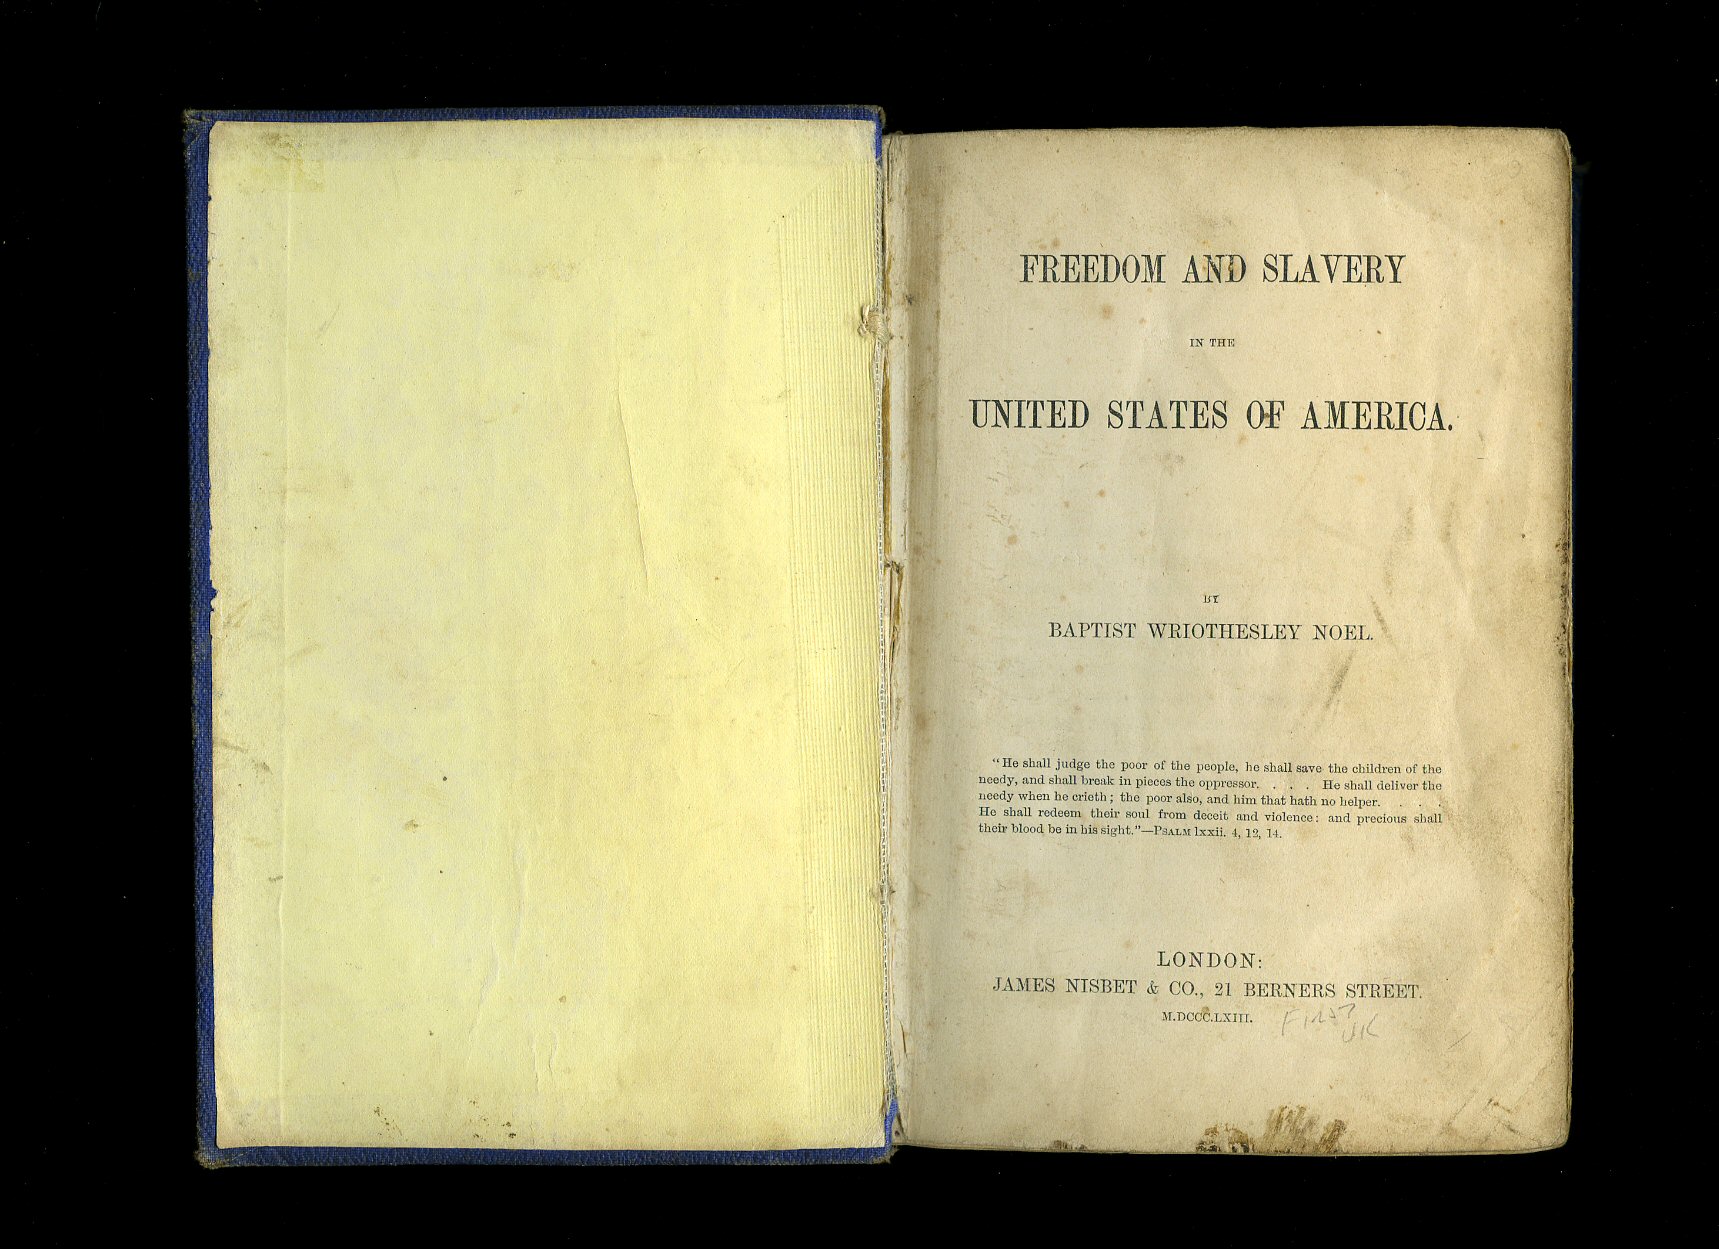 FREEDOM AND SLAVERY
IN THE
UNITED STATES OF AMERICA.
BY
BAPTIST WRIOTHESLEY NOEL.
"He shall judge the poor of the people, he shall save the children of the
needy, and shall break in pieces the oppressor. . . . He shall deliver the
needy when he crieth; the poor also, and him that hath no helper. . . .
He shall redeem their soul from deceit and violence: and precious shall
their blood be in his sight."—PSALM lxxii. 4, 12, 14.
LONDON:
JAMES NISBET & CO., 21 BERNERS STREET.
M.DCCC.LXIII.
FIRST
UK